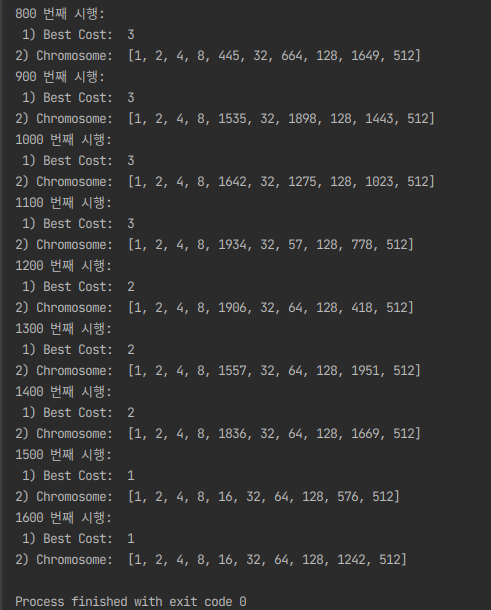 800 번째 시행:
1) Best Cost:  3
2) Chromosome:  [1, 2, 4, 8, 445, 32, 664, 128, 1649, 512]
900 번째 시행:
1) Best Cost:  3
2) Chromosome:  [1, 2, 4, 8, 1535, 32, 1898, 128, 1443, 512]
1000 번째 시행:
1) Best Cost:  3
2) Chromosome:  [1, 2, 4, 8, 1642, 32, 1275, 128, 1023, 512]
1100 번째 시행:
1) Best Cost:  3
2) Chromosome:  [1, 2, 4, 8, 1934, 32, 57, 128, 778, 512]
1200 번째 시행:
1) Best Cost:  2
2) Chromosome:  [1, 2, 4, 8, 1906, 32, 64, 128, 418, 512]
1300 번째 시행:
1) Best Cost:  2
2) Chromosome:  [1, 2, 4, 8, 1557, 32, 64, 128, 1951, 512]
1400 번째 시행:
1) Best Cost:  2
2) Chromosome:  [1, 2, 4, 8, 1836, 32, 64, 128, 1669, 512]
1500 번째 시행:
1) Best Cost:  1
2) Chromosome:  [1, 2, 4, 8, 16, 32, 64, 128, 576, 512]
1600 번째 시행:
1) Best Cost:  1
2) Chromosome:  [1, 2, 4, 8, 16, 32, 64, 128, 1242, 512]
Process finished with exit code 0